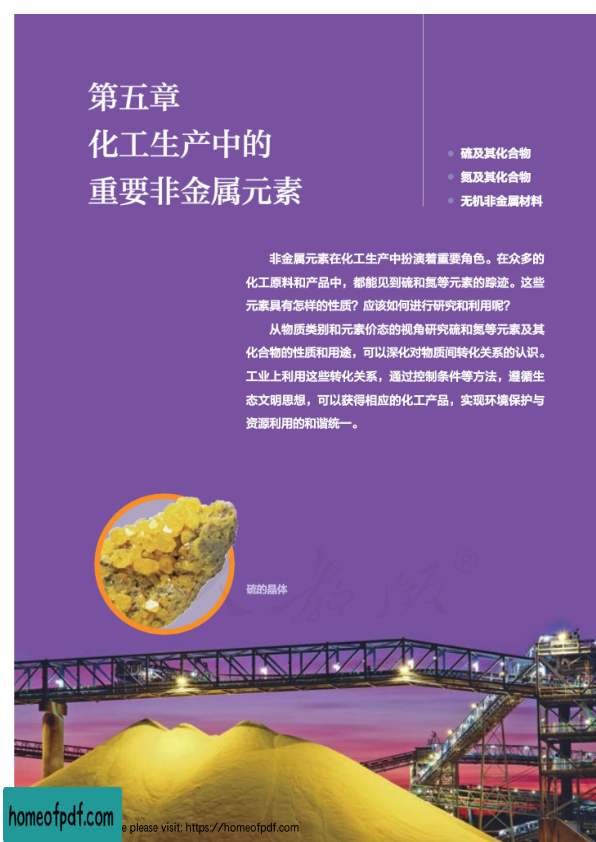 第五章
化工生产中的
重要非金属元素
硫及其化合物
氮及其化合物
无机非金属材料
非金属元素在化工生产中扮演着重要角色。在众多的
化工原料和产品中，都能见到硫和氮等元素的踪迹。这些
元素具有怎样的性质？应该如何进行研究和利用呢？
从物质类别和元素价态的视角研究硫和氮等元素及其
化合物的性质和用途，可以深化对物质间转化关系的认识。
工业上利用这些转化关系，通过控制条件等方法，遵循生
态文明思想，可以获得相应的化工产品，实现环境保护与
资源利用的和谐统一。
硫的晶体
教版®
homeofpdf.com
please visit: https://homeofpdf.com